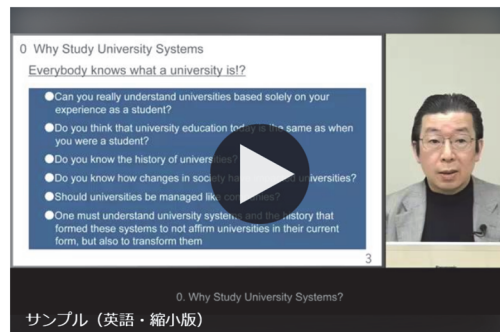 0 Why Study University Systems
Everybody knows what a university is!?
●Can you really understand universities based solely on your
experience as a student?
●Do you think that university education today is the same as when
you were a student?
●Do you know the history of universities?
●Do you know how changes in society universities?
●Should universities be managed like
●One must understand university systems and the history that
formed these systems to not affirm universities in their current
form, but also to transform them
3
0. Why Study University Systems?
サンプル（英語・縮小版）